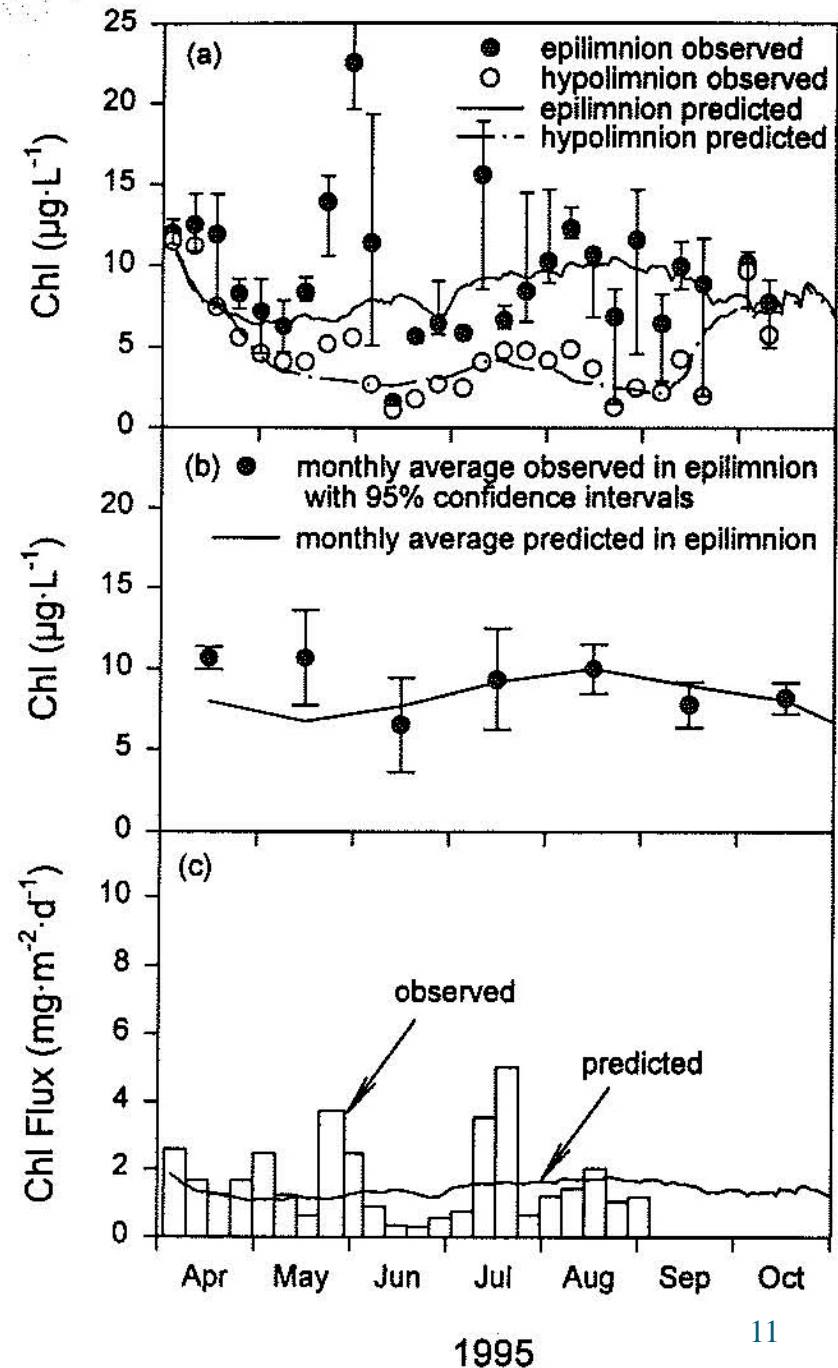 25
20
15
10
5
0
Chl (µg·L⁻¹)
(a)
epilimnion observed
hypolimnion observed
epilimnion predicted
hypolimnion predicted
20
15
10
5
0
Chl (µg·L⁻¹)
(b)
monthly average observed in epilimnion
with 95% confidence intervals
monthly average predicted in epilimnion
10
8
6
4
2
0
Chl Flux (mg·m⁻²·d⁻¹)
(c)
observed
predicted
Apr May Jun Jul Aug Sep Oct
1995
11